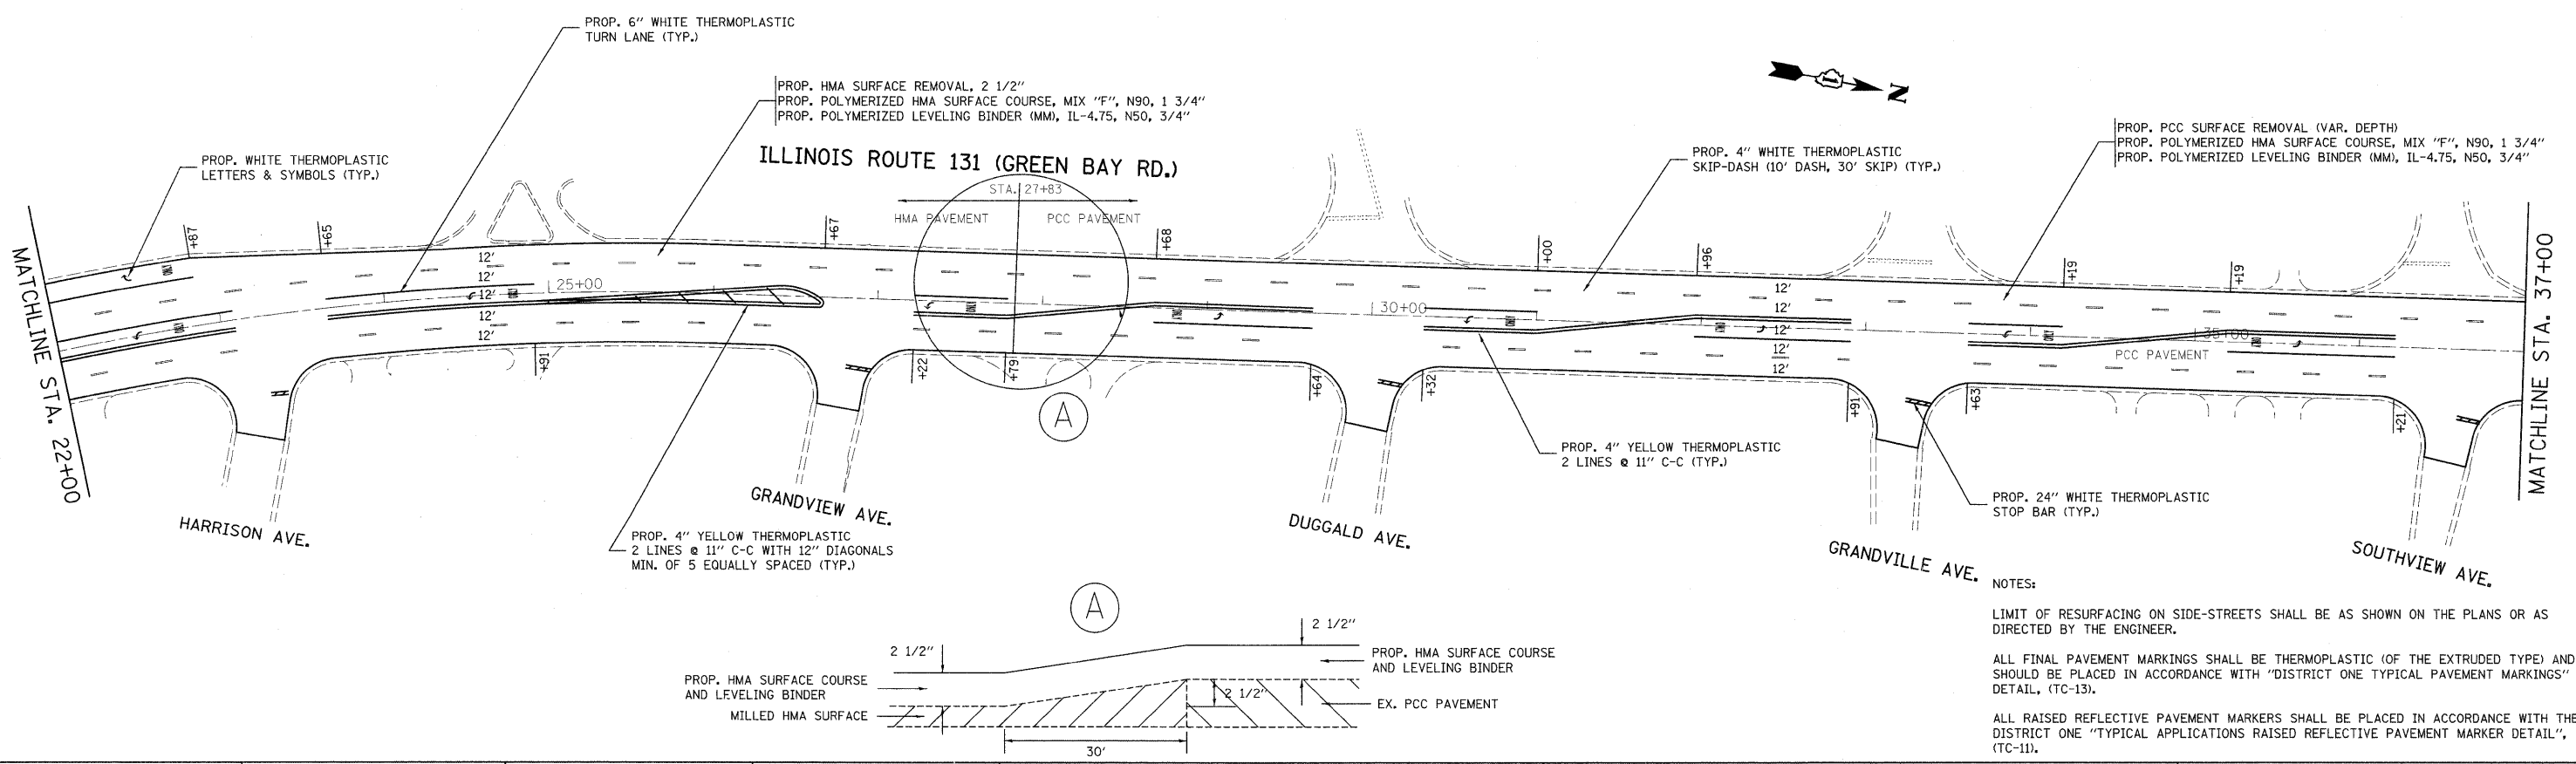 PROP. 6" WHITE THERMOPLASTIC
TURN LANE (TYP.)
PROP. HMA SURFACE REMOVAL, 2 1/2"
PROP. POLYMERIZED HMA SURFACE COURSE, MIX "F", N90, 1 3/4"
PROP. POLYMERIZED LEVELING BINDER (MM), IL-4.75, N50, 3/4"
N
PROP. PCC SURFACE REMOVAL (VAR. DEPTH)
PROP. POLYMERIZED HMA SURFACE COURSE, MIX "F", N90, 1 3/4"
PROP. POLYMERIZED LEVELING BINDER (MM), IL-4.75, N50, 3/4"
PROP. WHITE THERMOPLASTIC
LETTERS & SYMBOLS (TYP.)
ILLINOIS ROUTE 131 (GREEN BAY RD.)
PROP. 4" WHITE THERMOPLASTIC
SKIP-DASH (10' DASH, 30' SKIP) (TYP.)
STA. 27+83
HMA PAVEMENT
PCC PAVEMENT
MATCHLINE STA. 22+00
+87
+65
+67
+68
+00
+96
+19
+19
MATCHLINE STA. 37+00
12'
12'
12'
12'
12'
25+00
30+00
12'
12'
12'
12'
12'
35+00
PCC PAVEMENT
ONLY
ONLY
ONLY
ONLY
ONLY
ONLY
ONLY
ONLY
ONLY
+91
+22
+79
+64
+32
+91
+63
+21
A
HARRISON AVE.
GRANDVIEW AVE.
DUGGALD AVE.
GRANDVILLE AVE.
SOUTHVIEW AVE.
PROP. 4" YELLOW THERMOPLASTIC
2 LINES @ 11" C-C (TYP.)
PROP. 24" WHITE THERMOPLASTIC
STOP BAR (TYP.)
PROP. 4" YELLOW THERMOPLASTIC
2 LINES @ 11" C-C WITH 12" DIAGONALS
MIN. OF 5 EQUALLY SPACED (TYP.)
A
2 1/2"
2 1/2"
PROP. HMA SURFACE COURSE
AND LEVELING BINDER
PROP. HMA SURFACE COURSE
AND LEVELING BINDER
2 1/2"
MILLED HMA SURFACE
EX. PCC PAVEMENT
30'
NOTES:
LIMIT OF RESURFACING ON SIDE-STREETS SHALL BE AS SHOWN ON THE PLANS OR AS
DIRECTED BY THE ENGINEER.
ALL FINAL PAVEMENT MARKINGS SHALL BE THERMOPLASTIC (OF THE EXTRUDED TYPE) AND
SHOULD BE PLACED IN ACCORDANCE WITH "DISTRICT ONE TYPICAL PAVEMENT MARKINGS"
DETAIL, (TC-13).
ALL RAISED REFLECTIVE PAVEMENT MARKERS SHALL BE PLACED IN ACCORDANCE WITH THE
DISTRICT ONE "TYPICAL APPLICATIONS RAISED REFLECTIVE PAVEMENT MARKER DETAIL",
(TC-11).